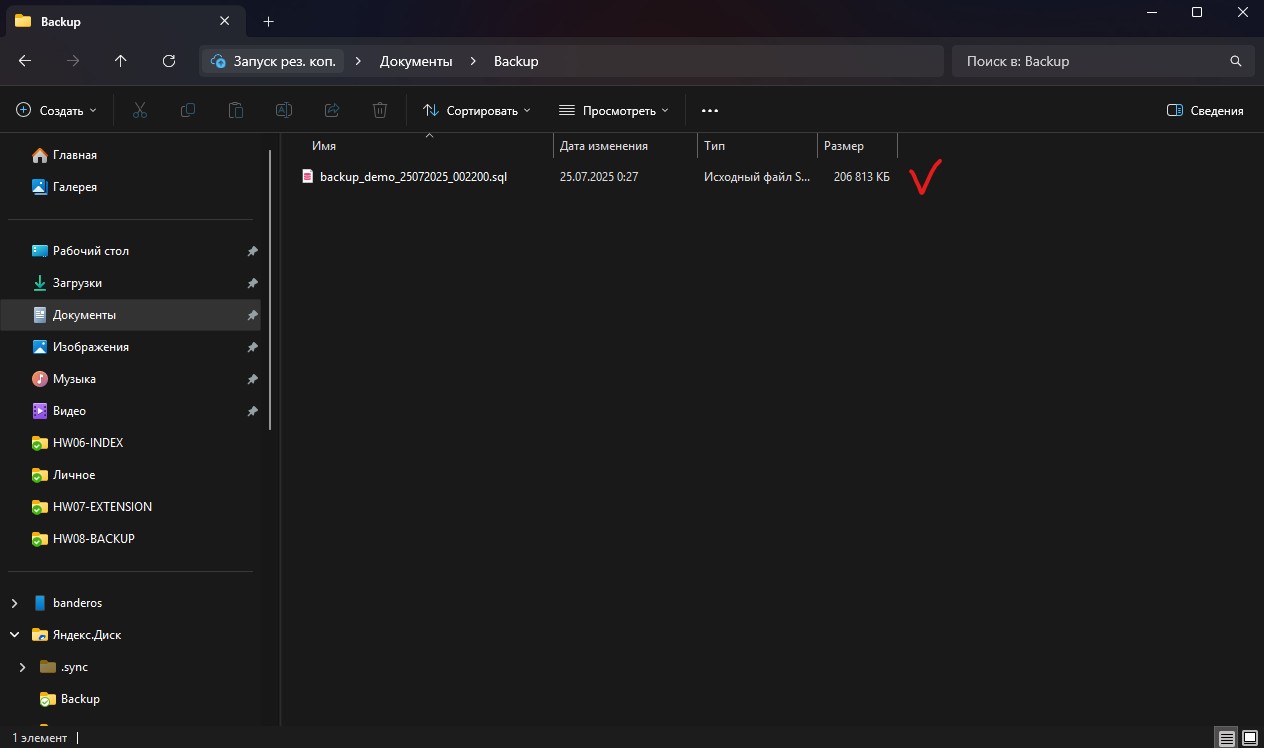 Backup
Запуск рез. коп. > Документы > Backup
Поиск в: Backup
Создать
Сортировать
Просмотреть
Сведения
Имя Дата изменения Тип Размер
backup_demo_25072025_002200.sql 25.07.2025 0:27 Исходный файл S... 206 813 КБ
Главная
Галерея
Рабочий стол
Загрузки
Документы
Изображения
Музыка
Видео
HW06-INDEX
Личное
HW07-EXTENSION
HW08-BACKUP
banderos
Яндекс.Диск
.sync
Backup
1 элемент